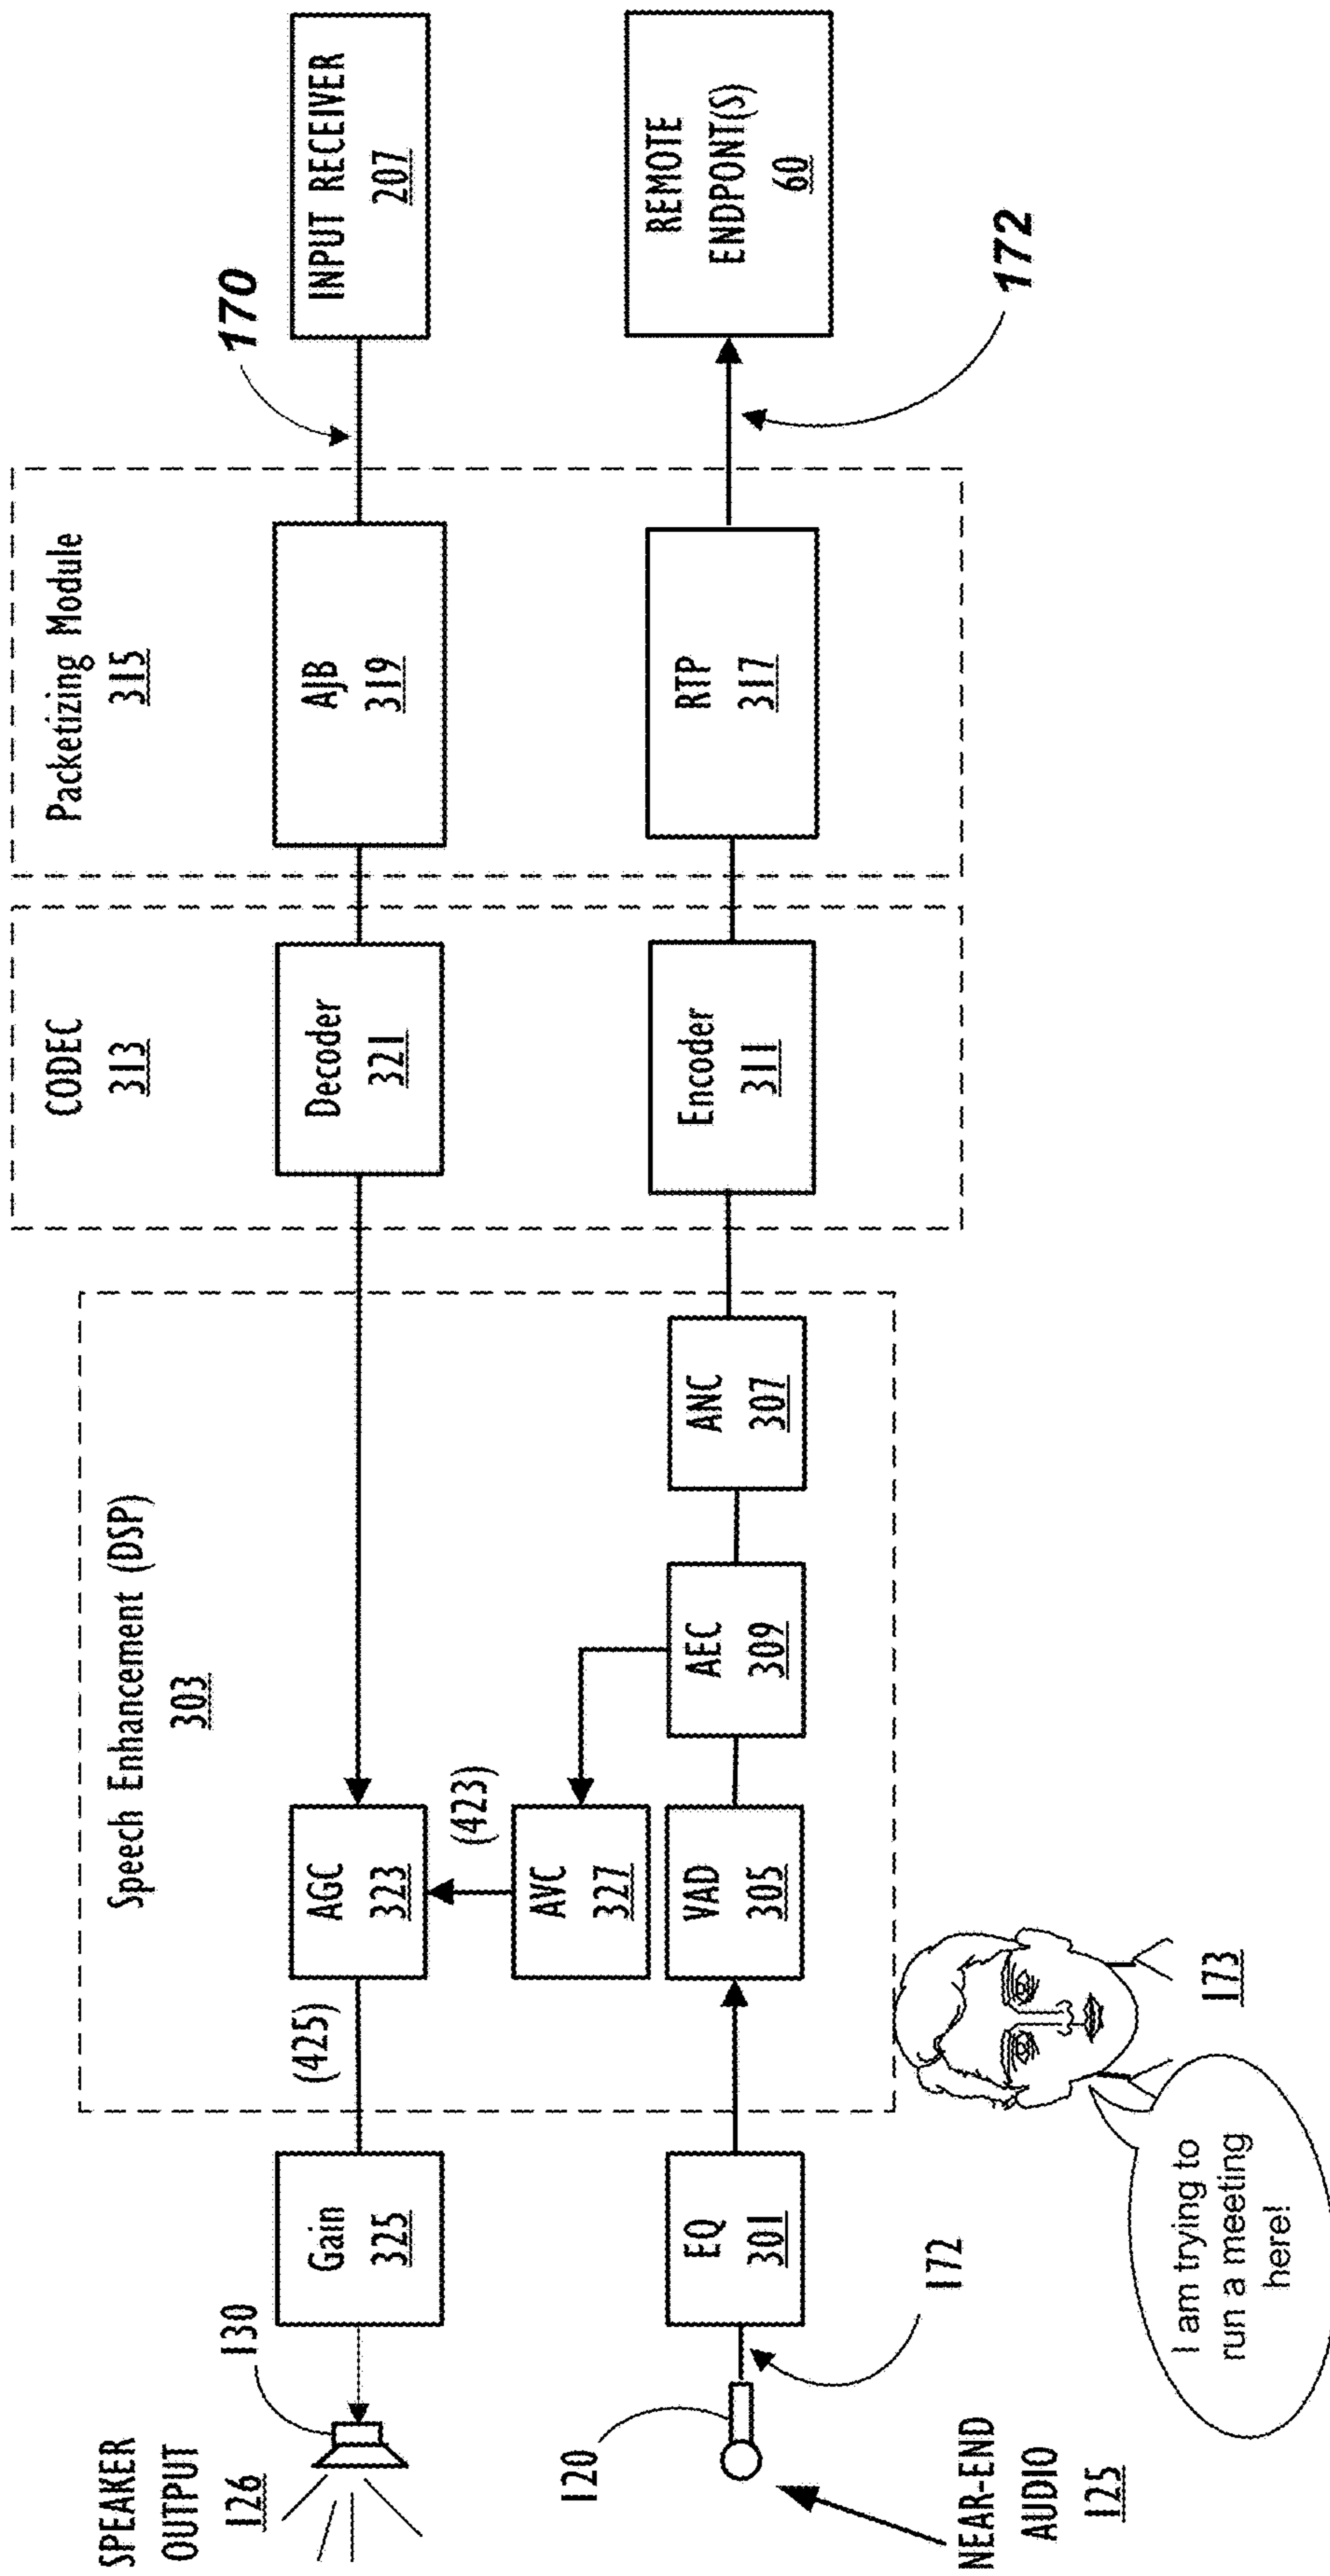 SPEAKER
OUTPUT
126
130
Gain
325
(425)
Speech Enhancement (DSP)
303
AGC
323
(423)
AVC
327
CODEC
313
Decoder
321
Packetizing Module
315
AJB
319
170
INPUT RECEIVER
207
120
172
EQ
301
VAD
305
AEC
309
ANC
307
Encoder
311
RTP
317
172
REMOTE
ENDPONT(S)
60
NEAR-END
AUDIO
125
I am trying to
run a meeting
here!
173